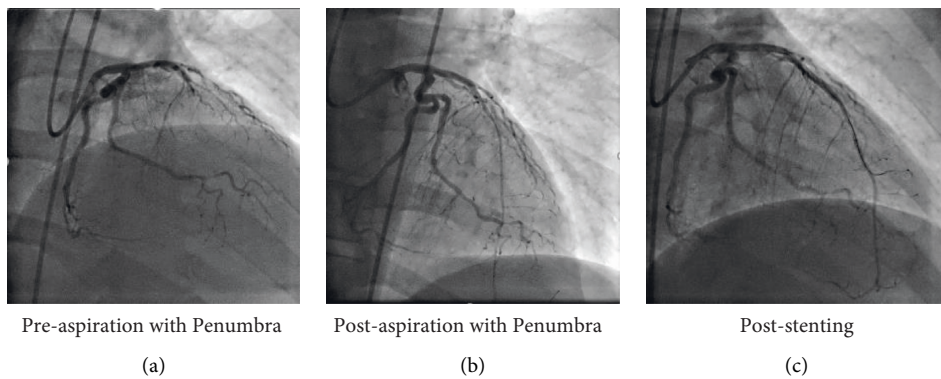 Pre-aspiration with Penumbra
Post-aspiration with Penumbra
Post-stenting
(a)
(b)
(c)